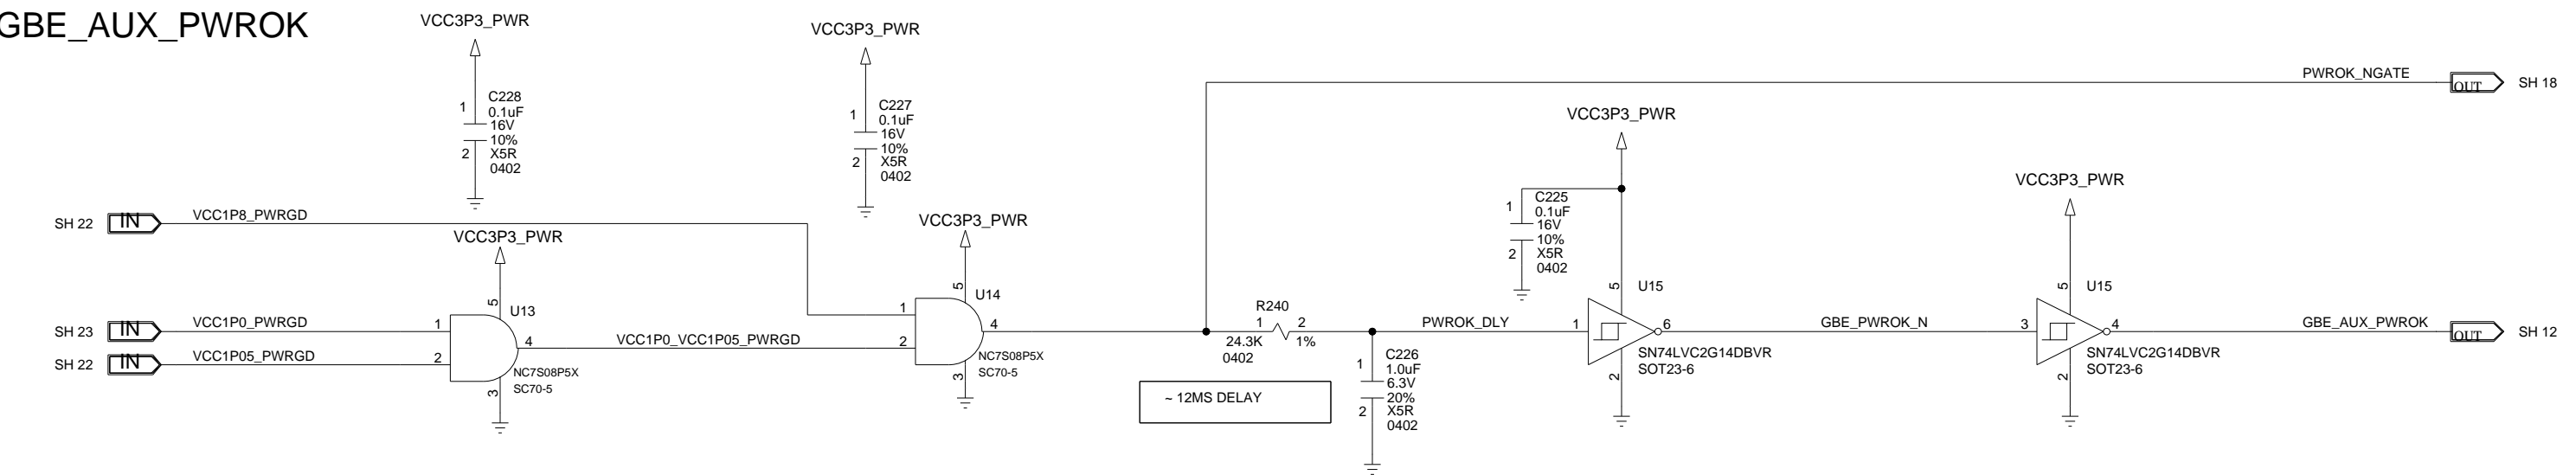 GBE_AUX_PWROK
VCC3P3_PWR
1
C228
0.1uF
16V
10%
2
X5R
0402
VCC3P3_PWR
1
C227
0.1uF
16V
10%
2
X5R
0402
PWROK_NGATE
OUT
SH 18
SH 22
IN
VCC1P8_PWRGD
SH 23
IN
VCC1P0_PWRGD
SH 22
IN
VCC1P05_PWRGD
VCC3P3_PWR
5
U13
1
2
4
3
NC7S08P5X
SC70-5
VCC1P0_VCC1P05_PWRGD
VCC3P3_PWR
5
U14
1
2
4
3
NC7S08P5X
SC70-5
R240
1
2
24.3K
1%
0402
~ 12MS DELAY
1
C226
1.0uF
6.3V
20%
2
X5R
0402
PWROK_DLY
VCC3P3_PWR
1
C225
0.1uF
16V
10%
2
X5R
0402
5
U15
1
6
2
SN74LVC2G14DBVR
SOT23-6
GBE_PWROK_N
VCC3P3_PWR
5
U15
3
4
2
SN74LVC2G14DBVR
SOT23-6
GBE_AUX_PWROK
OUT
SH 12